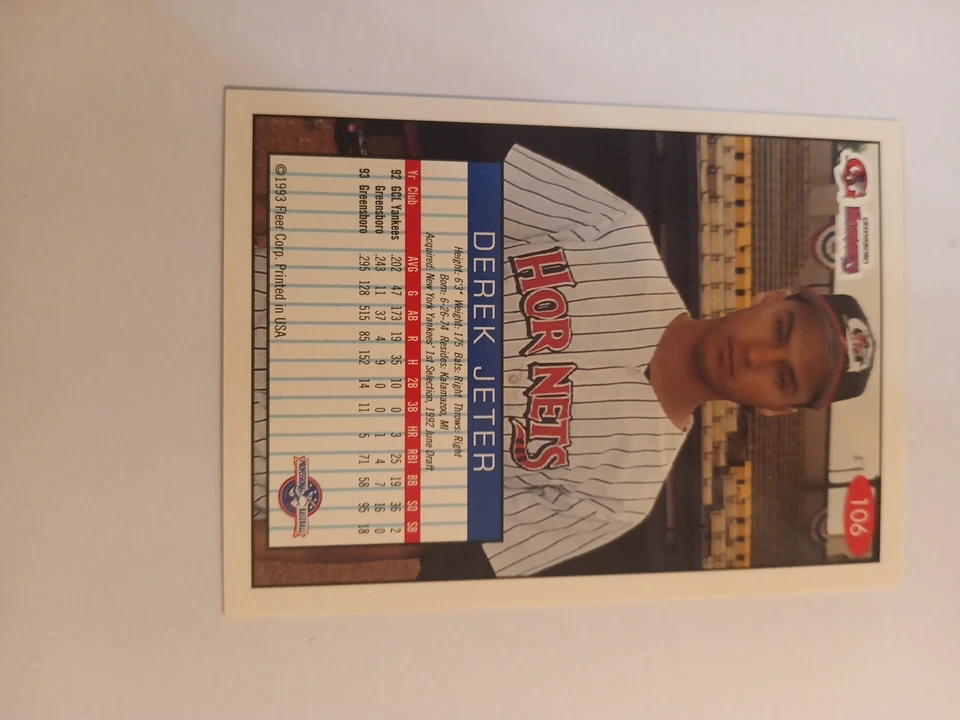 Greensboro
Hornets
106
HORNETS
DEREK JETER
Height: 6'3" Weight: 175 Bats: Right Throws: Right
Born: 6-26-74 Resides: Kalamazoo, MI
Acquired: New York Yankees' 1st Selection, 1992 June Draft
Yr Club AVG G AB R H 2B 3B HR RBI BB SO SB
92 GCL Yankees .202 47 173 19 35 10 0 3 25 19 36 2
Greensboro .243 11 37 4 9 0 0 1 4 7 16 0
93 Greensboro .295 128 515 85 152 14 11 5 71 58 95 18
PROFESSIONAL
BASEBALL
©1993 Fleer Corp. Printed in USA